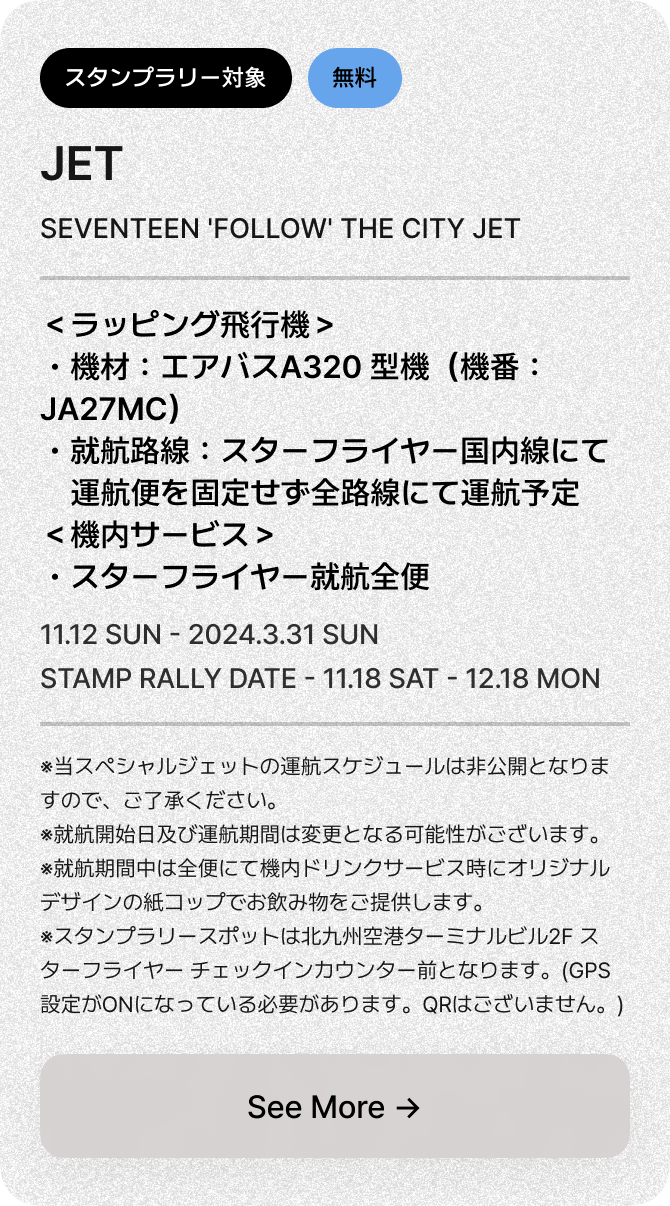 スタンプラリー対象 無料
JET
SEVENTEEN 'FOLLOW' THE CITY JET
＜ラッピング飛行機＞
・機材：エアバスA320 型機（機番：
JA27MC）
・就航路線：スターフライヤー国内線にて
　運航便を固定せず全路線にて運航予定
＜機内サービス＞
・スターフライヤー就航全便
11.12 SUN - 2024.3.31 SUN
STAMP RALLY DATE - 11.18 SAT - 12.18 MON
※当スペシャルジェットの運航スケジュールは非公開となりま
すので、ご了承ください。
※就航開始日及び運航期間は変更となる可能性がございます。
※就航期間中は全便にて機内ドリンクサービス時にオリジナル
デザインの紙コップでお飲み物をご提供します。
※スタンプラリースポットは北九州空港ターミナルビル2F ス
ターフライヤー チェックインカウンター前となります。(GPS
設定がONになっている必要があります。QRはございません。)
See More →